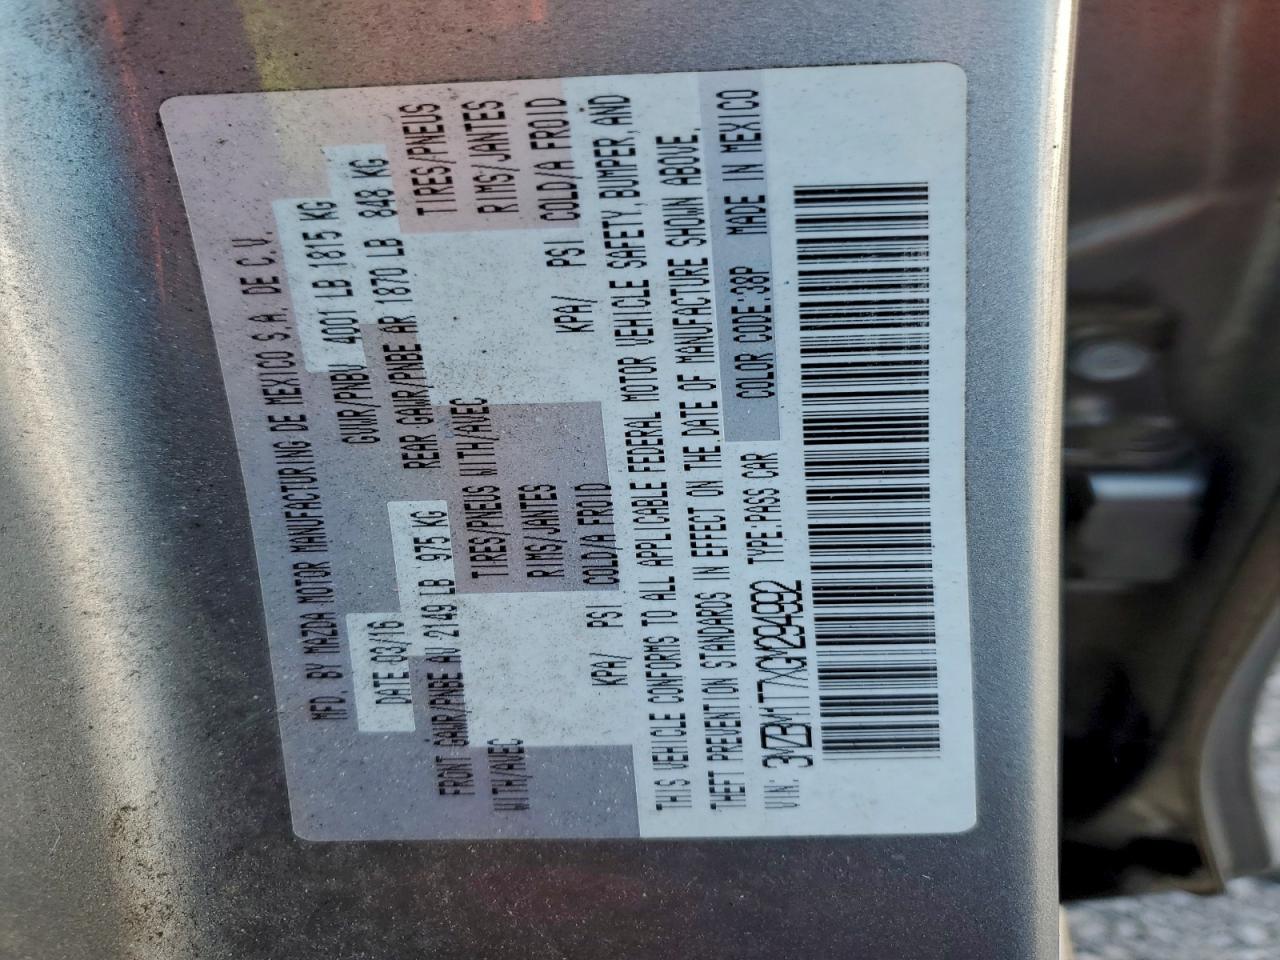 MFD. BY MAZDA MOTOR MANUFACTURING DE MEXICO S.A. DE C.V.
DATE 03/16 GVWR/PNBV 4001 LB 1815 KG
FRONT GAWR/PNBE AV 2149 LB 975 KG REAR GAWR/PNBE AR 1870 LB 848 KG
WITH/AVEC TIRES/PNEUS WITH/AVEC TIRES/PNEUS
RIMS/JANTES RIMS/JANTES
KPA/ PSI COLD/A FROID KPA/ PSI COLD/A FROID
THIS VEHICLE CONFORMS TO ALL APPLICABLE FEDERAL MOTOR VEHICLE SAFETY, BUMPER, AND
THEFT PREVENTION STANDARDS IN EFFECT ON THE DATE OF MANUFACTURE SHOWN ABOVE.
VIN: 3MZBM1T7XGM294992 TYPE:PASS CAR COLOR CODE:38P MADE IN MEXICO